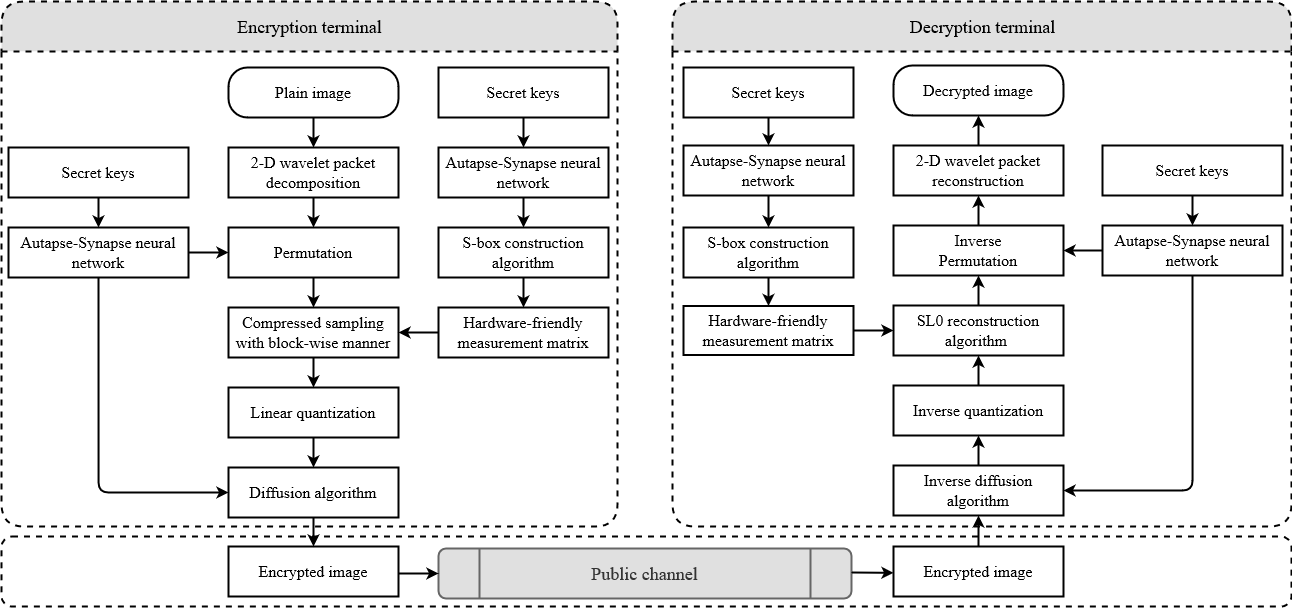 Encryption terminal
Plain image
Secret keys
Secret keys
2-D wavelet packet
decomposition
Autapse-Synapse neural
network
Autapse-Synapse neural
network
Permutation
S-box construction
algorithm
Compressed sampling
with block-wise manner
Hardware-friendly
measurement matrix
Linear quantization
Diffusion algorithm
Encrypted image
Public channel
Decryption terminal
Secret keys
Decrypted image
Autapse-Synapse neural
network
2-D wavelet packet
reconstruction
Secret keys
S-box construction
algorithm
Inverse
Permutation
Autapse-Synapse neural
network
Hardware-friendly
measurement matrix
SL0 reconstruction
algorithm
Inverse quantization
Inverse diffusion
algorithm
Encrypted image